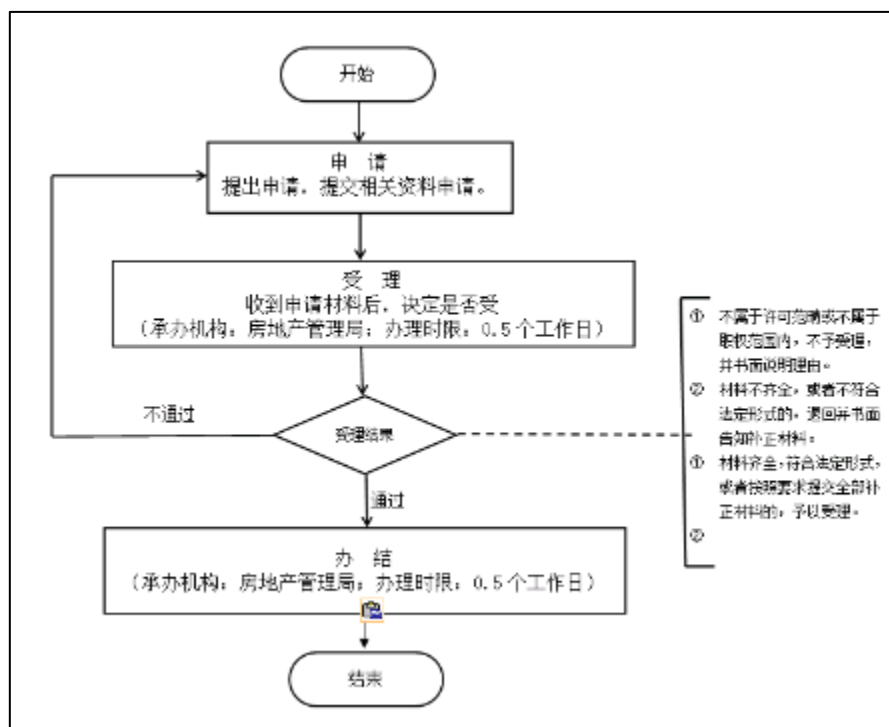 开始
申 请
提出申请，提交相关资料申请。
受 理
收到申请材料后，决定是否受
（承办机构：房地产管理局；办理时限：0.5个工作日）
不通过
受理结果
通过
① 不属于许可范畴或不属于
职权范围内，不予受理，
并书面说明理由。
② 材料不齐全，或者不符合
法定形式的，退回并书面
告知补正材料；
① 材料齐全，符合法定形式，
或者按照要求提交全部补
正材料的，予以受理。
②
办 结
（承办机构：房地产管理局；办理时限：0.5个工作日）
结束